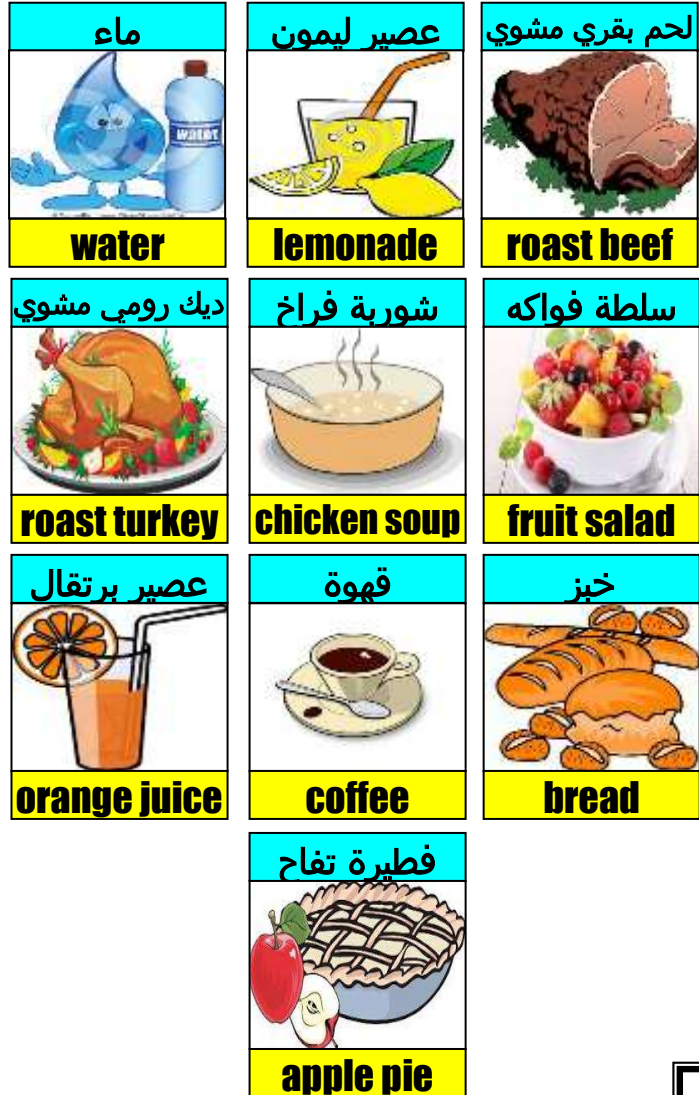 ماء
عصير ليمون
لحم بقري مشوي
water
water
lemonade
roast beef
ديك رومي مشوي
شوربة فراخ
سلطة فواكه
roast turkey
chicken soup
fruit salad
عصير برتقال
قهوة
خبز
orange juice
coffee
bread
فطيرة تفاح
apple pie